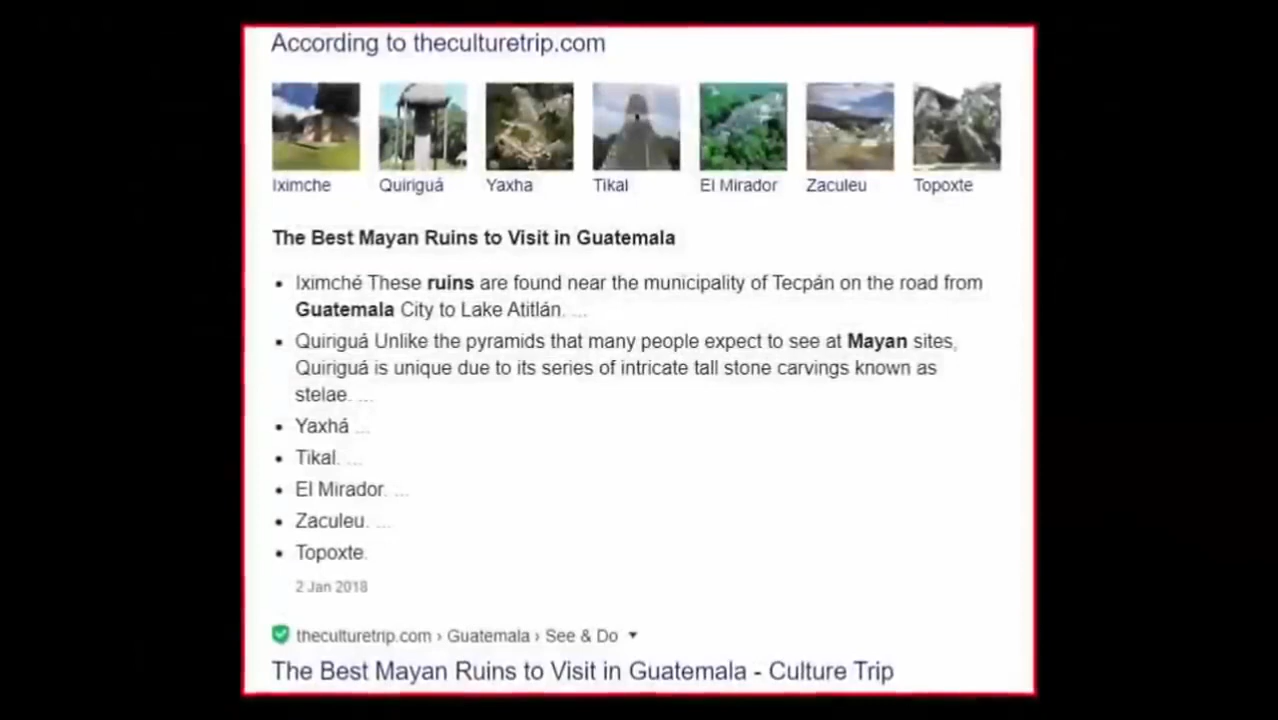 According to theculturetrip.com
Iximche Quiriguá Yaxha Tikal El Mirador Zaculeu Topoxte
The Best Mayan Ruins to Visit in Guatemala
• Iximché These ruins are found near the municipality of Tecpán on the road from
Guatemala City to Lake Atitlán. ...
• Quiriguá Unlike the pyramids that many people expect to see at Mayan sites,
Quiriguá is unique due to its series of intricate tall stone carvings known as
stelae. ...
• Yaxhá ...
• Tikal. ...
• El Mirador. ...
• Zaculeu. ...
• Topoxte.
2 Jan 2018
theculturetrip.com › Guatemala › See & Do
The Best Mayan Ruins to Visit in Guatemala - Culture Trip